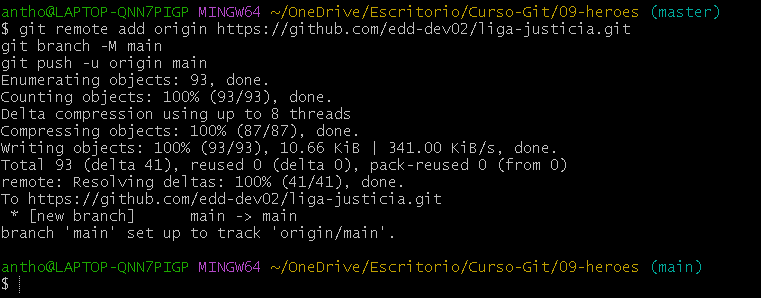 antho@LAPTOP-QNN7PIGP MINGW64 ~/OneDrive/Escritorio/Curso-Git/09-heroes (master)
$ git remote add origin https://github.com/edd-dev02/liga-justicia.git
git branch -M main
git push -u origin main
Enumerating objects: 93, done.
Counting objects: 100% (93/93), done.
Delta compression using up to 8 threads
Compressing objects: 100% (87/87), done.
Writing objects: 100% (93/93), 10.66 KiB | 341.00 KiB/s, done.
Total 93 (delta 41), reused 0 (delta 0), pack-reused 0 (from 0)
remote: Resolving deltas: 100% (41/41), done.
To https://github.com/edd-dev02/liga-justicia.git
 * [new branch]      main -> main
branch 'main' set up to track 'origin/main'.
antho@LAPTOP-QNN7PIGP MINGW64 ~/OneDrive/Escritorio/Curso-Git/09-heroes (main)
$